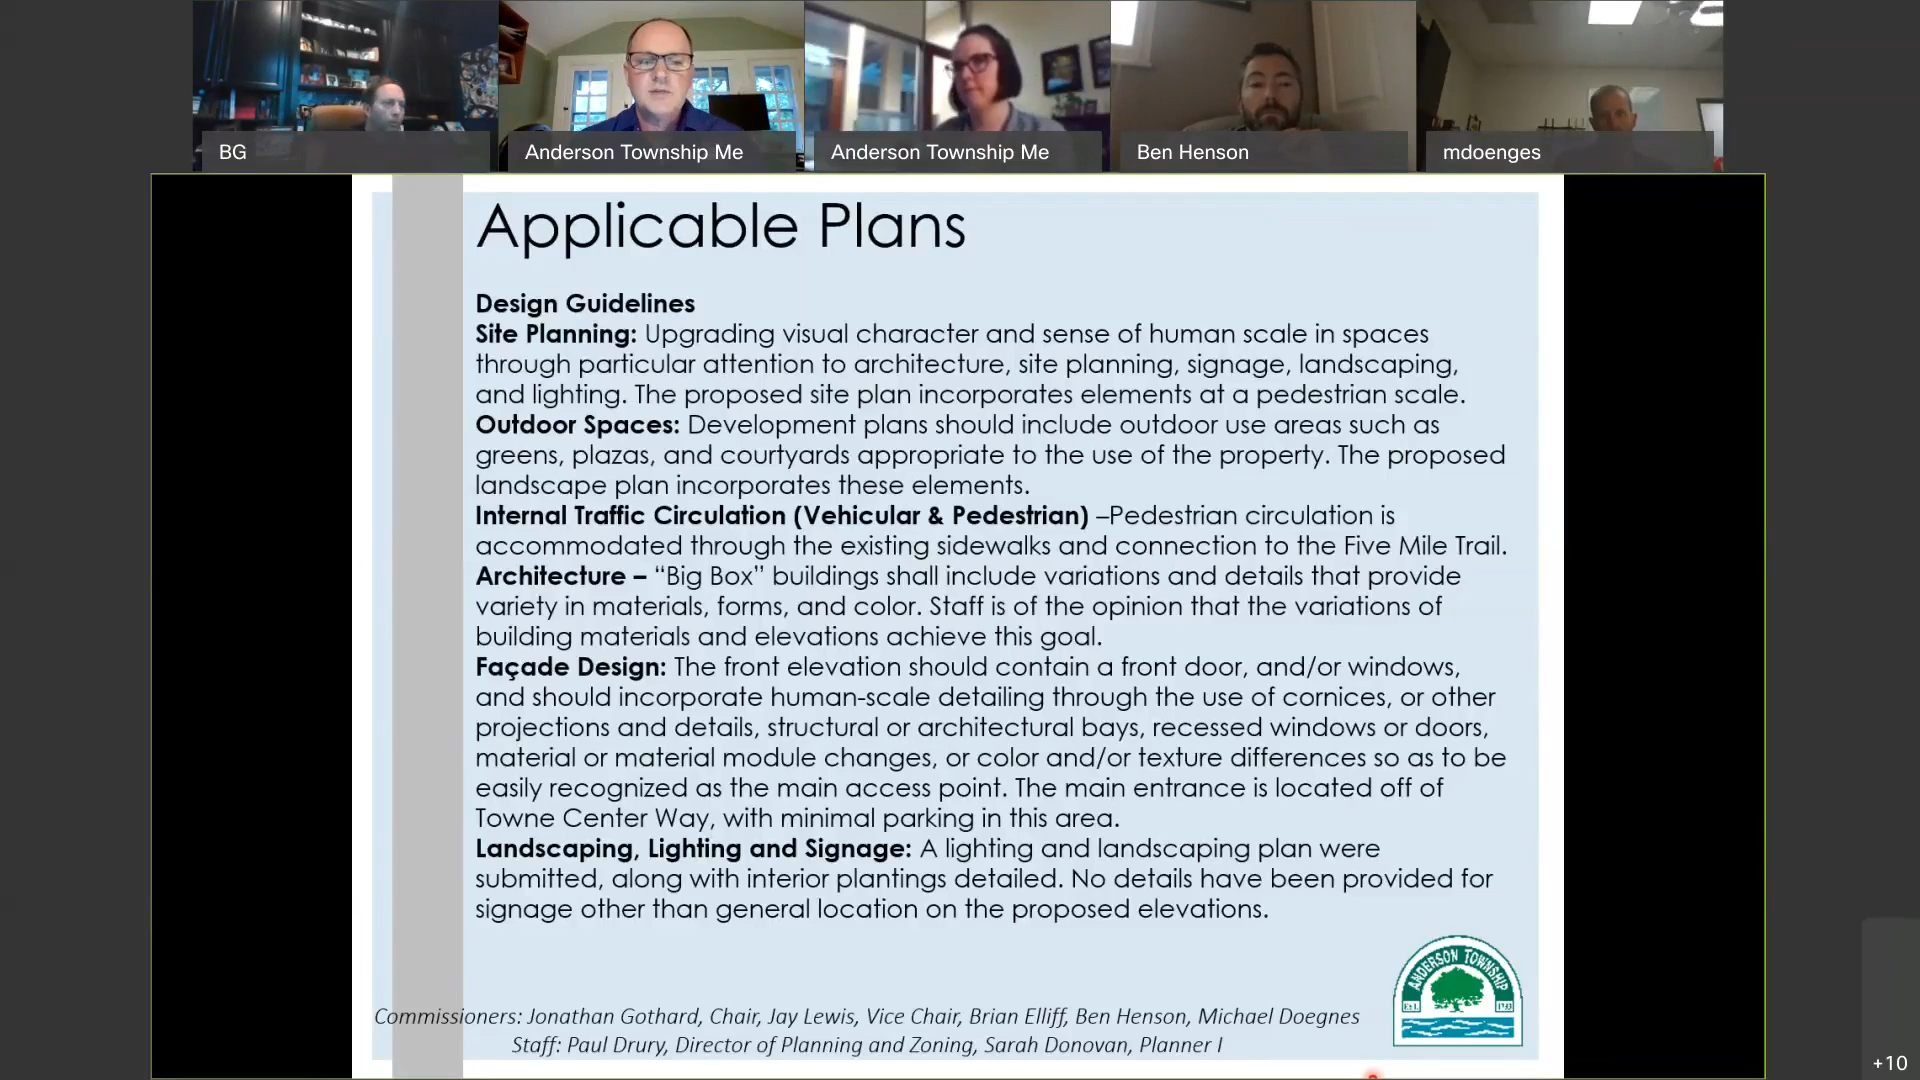 BG
Anderson Township Me
Anderson Township Me
Ben Henson
mdoenges
Applicable Plans
Design Guidelines
Site Planning: Upgrading visual character and sense of human scale in spaces
through particular attention to architecture, site planning, signage, landscaping,
and lighting. The proposed site plan incorporates elements at a pedestrian scale.
Outdoor Spaces: Development plans should include outdoor use areas such as
greens, plazas, and courtyards appropriate to the use of the property. The proposed
landscape plan incorporates these elements.
Internal Traffic Circulation (Vehicular & Pedestrian) –Pedestrian circulation is
accommodated through the existing sidewalks and connection to the Five Mile Trail.
Architecture – “Big Box” buildings shall include variations and details that provide
variety in materials, forms, and color. Staff is of the opinion that the variations of
building materials and elevations achieve this goal.
Façade Design: The front elevation should contain a front door, and/or windows,
and should incorporate human-scale detailing through the use of cornices, or other
projections and details, structural or architectural bays, recessed windows or doors,
material or material module changes, or color and/or texture differences so as to be
easily recognized as the main access point. The main entrance is located off of
Towne Center Way, with minimal parking in this area.
Landscaping, Lighting and Signage: A lighting and landscaping plan were
submitted, along with interior plantings detailed. No details have been provided for
signage other than general location on the proposed elevations.
ANDERSON TOWNSHIP
Commissioners: Jonathan Gothard, Chair, Jay Lewis, Vice Chair, Brian Elliff, Ben Henson, Michael Doegnes
Staff: Paul Drury, Director of Planning and Zoning, Sarah Donovan, Planner I
+10